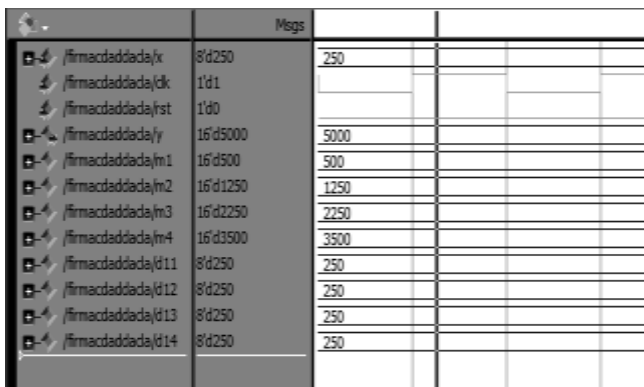 Msgs
/firmacdaddada/x 8'd250 250
/firmacdaddada/clk 1'd1
/firmacdaddada/rst 1'd0
/firmacdaddada/y 16'd5000 5000
/firmacdaddada/m1 16'd500 500
/firmacdaddada/m2 16'd1250 1250
/firmacdaddada/m3 16'd2250 2250
/firmacdaddada/m4 16'd3500 3500
/firmacdaddada/d11 8'd250 250
/firmacdaddada/d12 8'd250 250
/firmacdaddada/d13 8'd250 250
/firmacdaddada/d14 8'd250 250